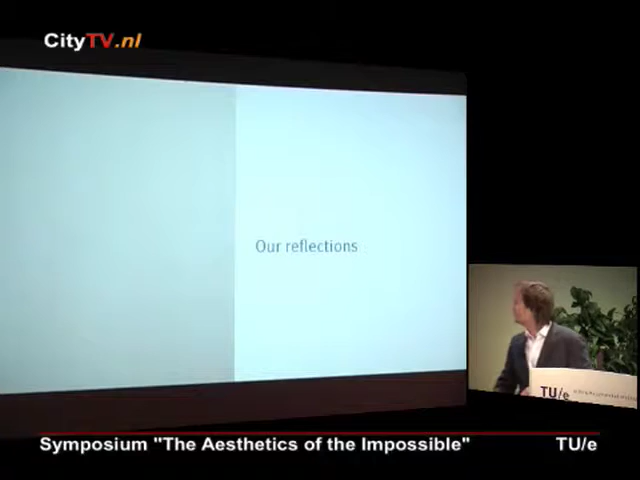 CityTV.nl
Our reflections
TU/e
Symposium "The Aesthetics of the Impossible" TU/e